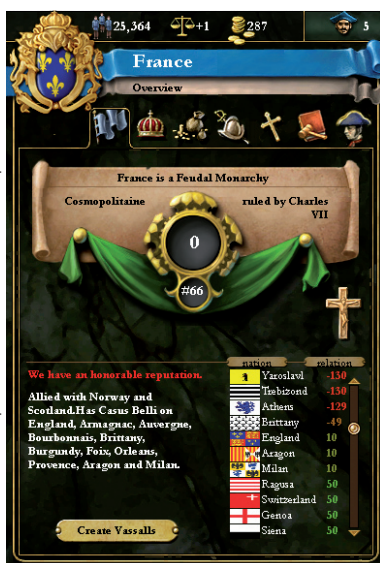 25,364 +1 287 5
France
Overview
France is a Feudal Monarchy
Cosmopolitaine ruled by Charles
VII
0
#66
We have an honorable reputation.
Allied with Norway and
Scotland.Has Casus Belli on
England, Armagnac, Auvergne,
Bourbonnais, Brittany,
Burgundy, Foix, Orleans,
Provence, Aragon and Milan.
Create Vassalls
nation relation
Yaroslavl -130
Trebizond -130
Athens -129
Brittany -49
England 10
Aragon 10
Milan 10
Ragusa 50
Switzerland 50
Genoa 50
Siena 50